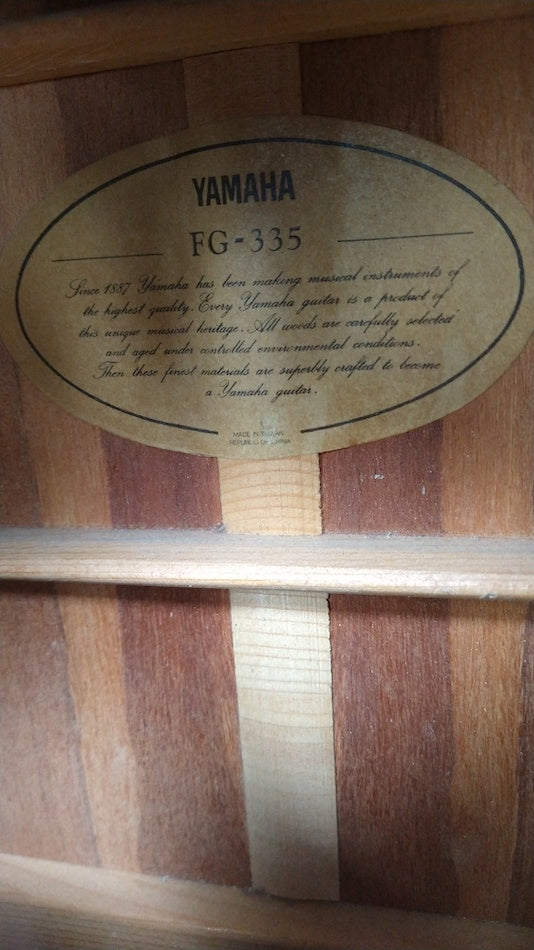 YAMAHA
FG-335
Since 1887 Yamaha has been making musical instruments of
the highest quality. Every Yamaha guitar is a product of
this unique musical heritage. All woods are carefully selected
and aged under controlled environmental conditions.
Then these finest materials are superbly crafted to become
a Yamaha guitar.
MADE IN TAIWAN
REPUBLIC OF CHINA